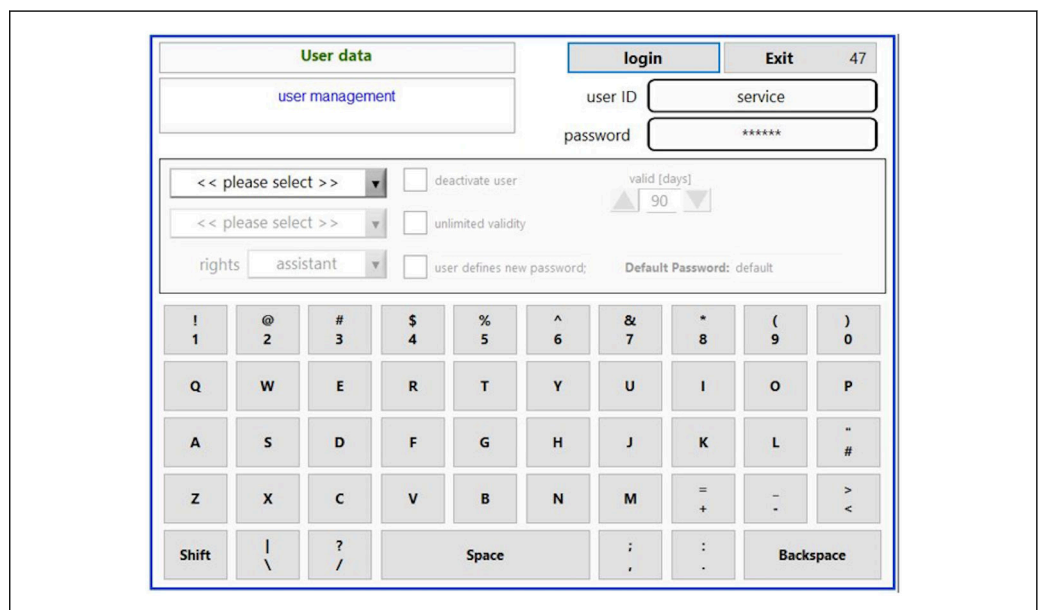 User data
login
Exit 47
user management
user ID service
password ******
<< please select >>
deactivate user
valid [days]
90
<< please select >>
unlimited validity
rights assistant
user defines new password;
Default Password: default
! @ # $ % ^ & * ( )
1 2 3 4 5 6 7 8 9 0
Q W E R T Y U I O P
A S D F G H J K L " #
Z X C V B N M = + _ - > <
Shift | \ ? / Space ; , : . Backspace